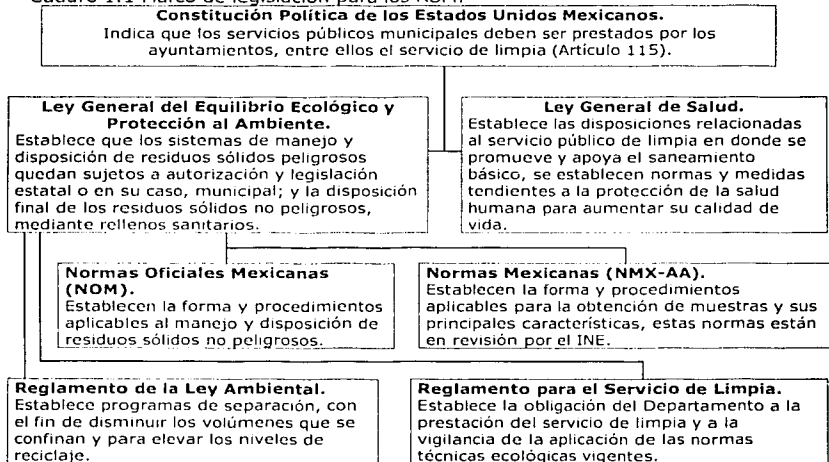 Constitución Política de los Estados Unidos Mexicanos.
Indica que los servicios públicos municipales deben ser prestados por los
ayuntamientos, entre ellos el servicio de limpia (Artículo 115).
Ley General del Equilibrio Ecológico y
Protección al Ambiente.
Establece que los sistemas de manejo y
disposición de residuos sólidos peligrosos
quedan sujetos a autorización y legislación
estatal o en su caso, municipal; y la disposición
final de los residuos sólidos no peligrosos,
mediante rellenos sanitarios.
Ley General de Salud.
Establece las disposiciones relacionadas
al servicio público de limpia en donde se
promueve y apoya el saneamiento
básico, se establecen normas y medidas
tendientes a la protección de la salud
humana para aumentar su calidad de
vida.
Normas Oficiales Mexicanas
(NOM).
Establecen la forma y procedimientos
aplicables al manejo y disposición de
residuos sólidos no peligrosos.
Normas Mexicanas (NMX-AA).
Establecen la forma y procedimientos
aplicables para la obtención de muestras y sus
principales características, estas normas están
en revisión por el INE.
Reglamento de la Ley Ambiental.
Establece programas de separación, con
el fin de disminuir los volúmenes que se
confinan y para elevar los niveles de
reciclaje.
Reglamento para el Servicio de Limpia.
Establece la obligación del Departamento a la
prestación del servicio de limpia y a la
vigilancia de la aplicación de las normas
técnicas ecológicas vigentes.